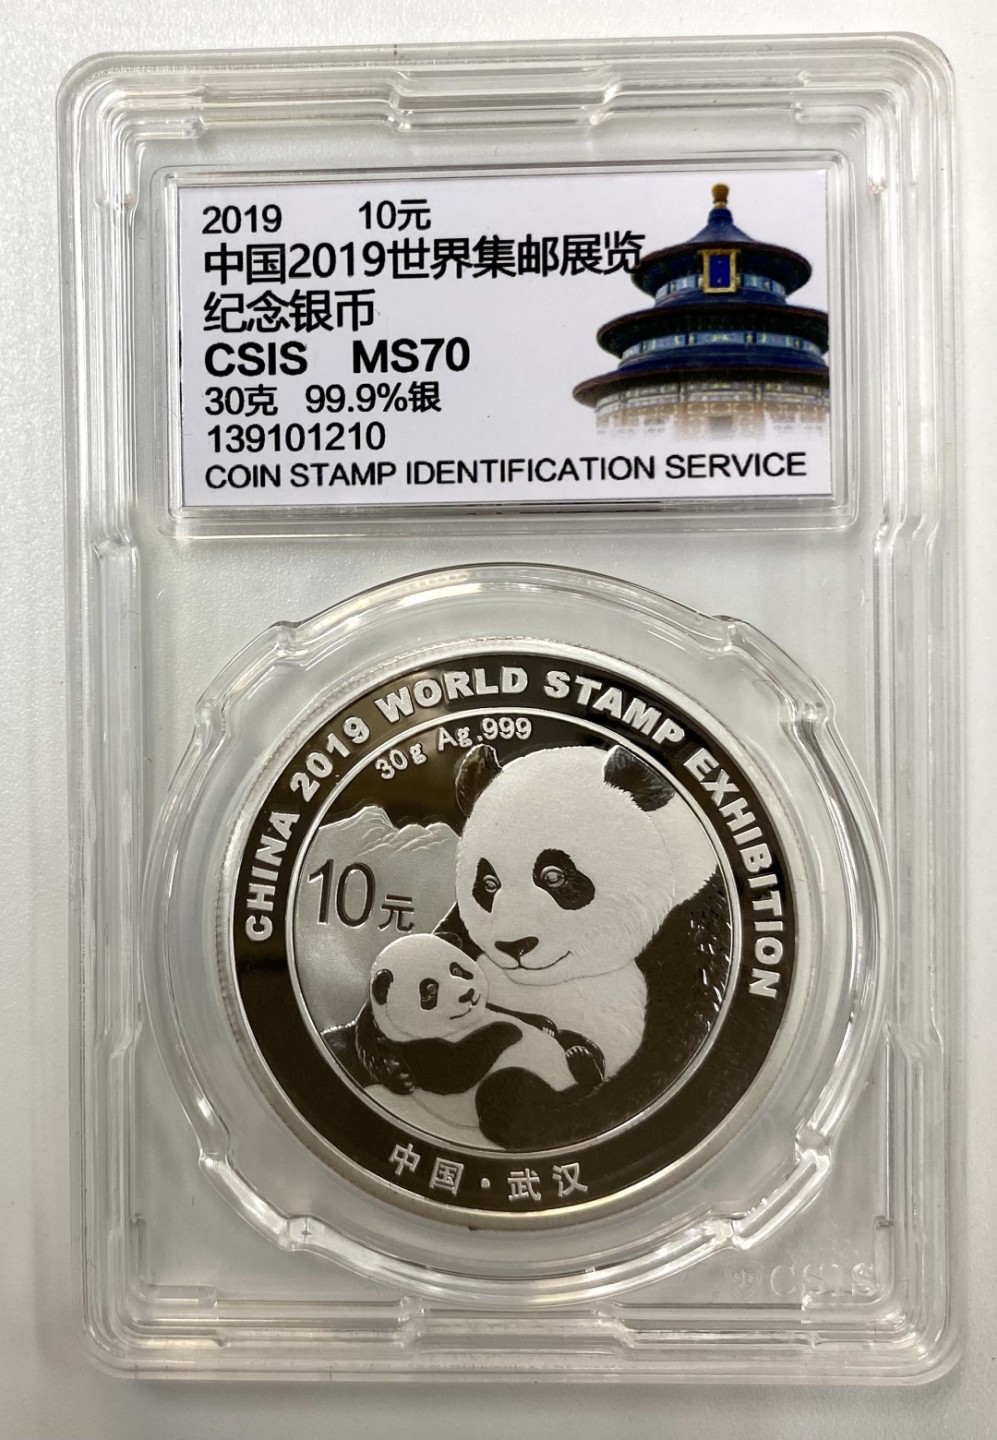 2019 10元
中国2019世界集邮展览
纪念银币
CSIS MS70
30克 99.9%银
139101210
COIN STAMP IDENTIFICATION SERVICE
CHINA 2019 WORLD STAMP EXHIBITION
30g Ag.999
10元
中国·武汉
CSIS